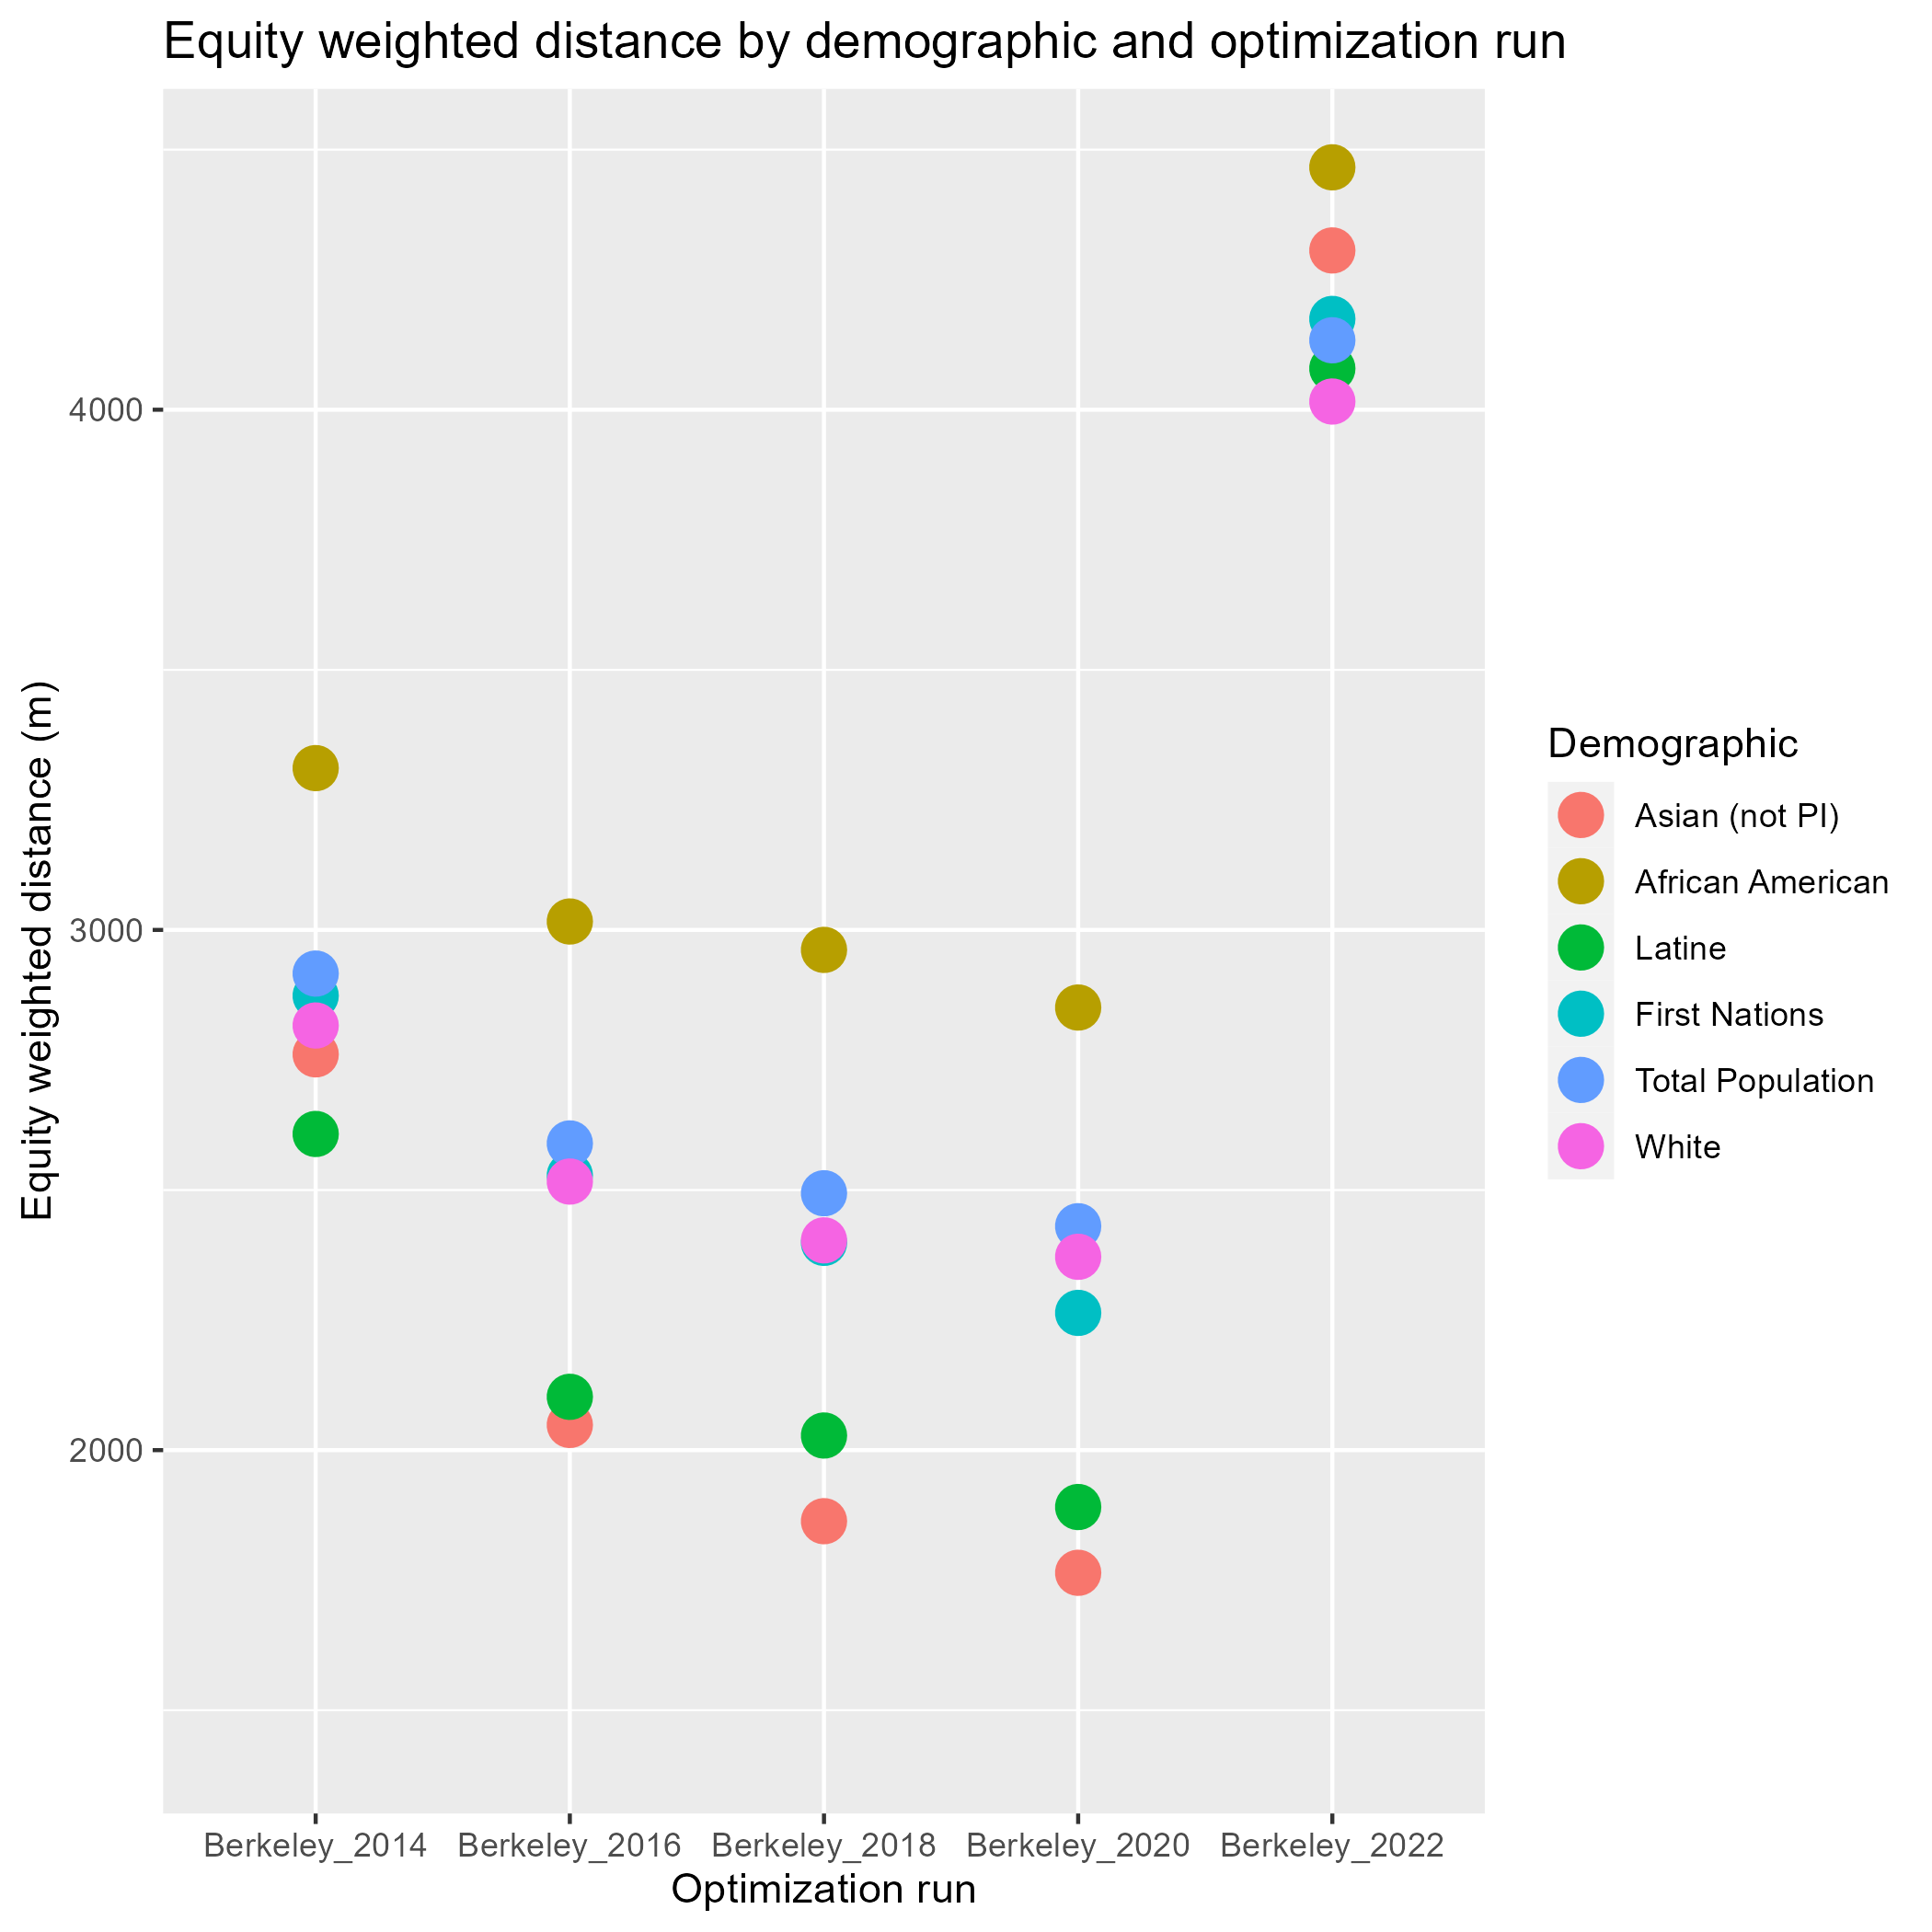 Equity weighted distance by demographic and optimization run
Equity weighted distance (m)
4000
3000
2000
Berkeley_2014
Berkeley_2016
Berkeley_2018
Berkeley_2020
Berkeley_2022
Optimization run
Demographic
Asian (not PI)
African American
Latine
First Nations
Total Population
White